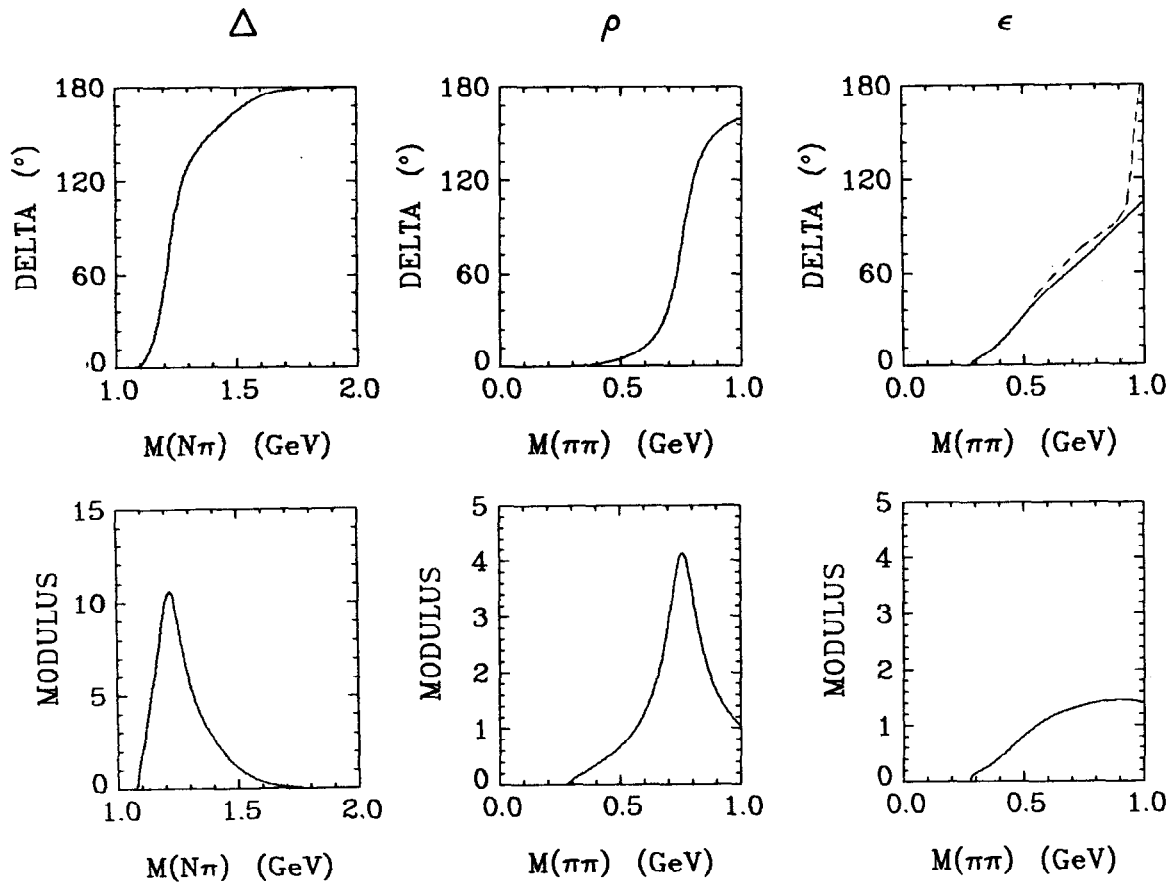 Δ ρ ϵ
DELTA (°)
180
120
60
0
1.0 1.5 2.0
M(Nπ) (GeV)
DELTA (°)
180
120
60
0
0.0 0.5 1.0
M(ππ) (GeV)
DELTA (°)
180
120
60
0
0.0 0.5 1.0
M(ππ) (GeV)
MODULUS
15
10
5
0
1.0 1.5 2.0
M(Nπ) (GeV)
MODULUS
5
4
3
2
1
0
0.0 0.5 1.0
M(ππ) (GeV)
MODULUS
5
4
3
2
1
0
0.0 0.5 1.0
M(ππ) (GeV)